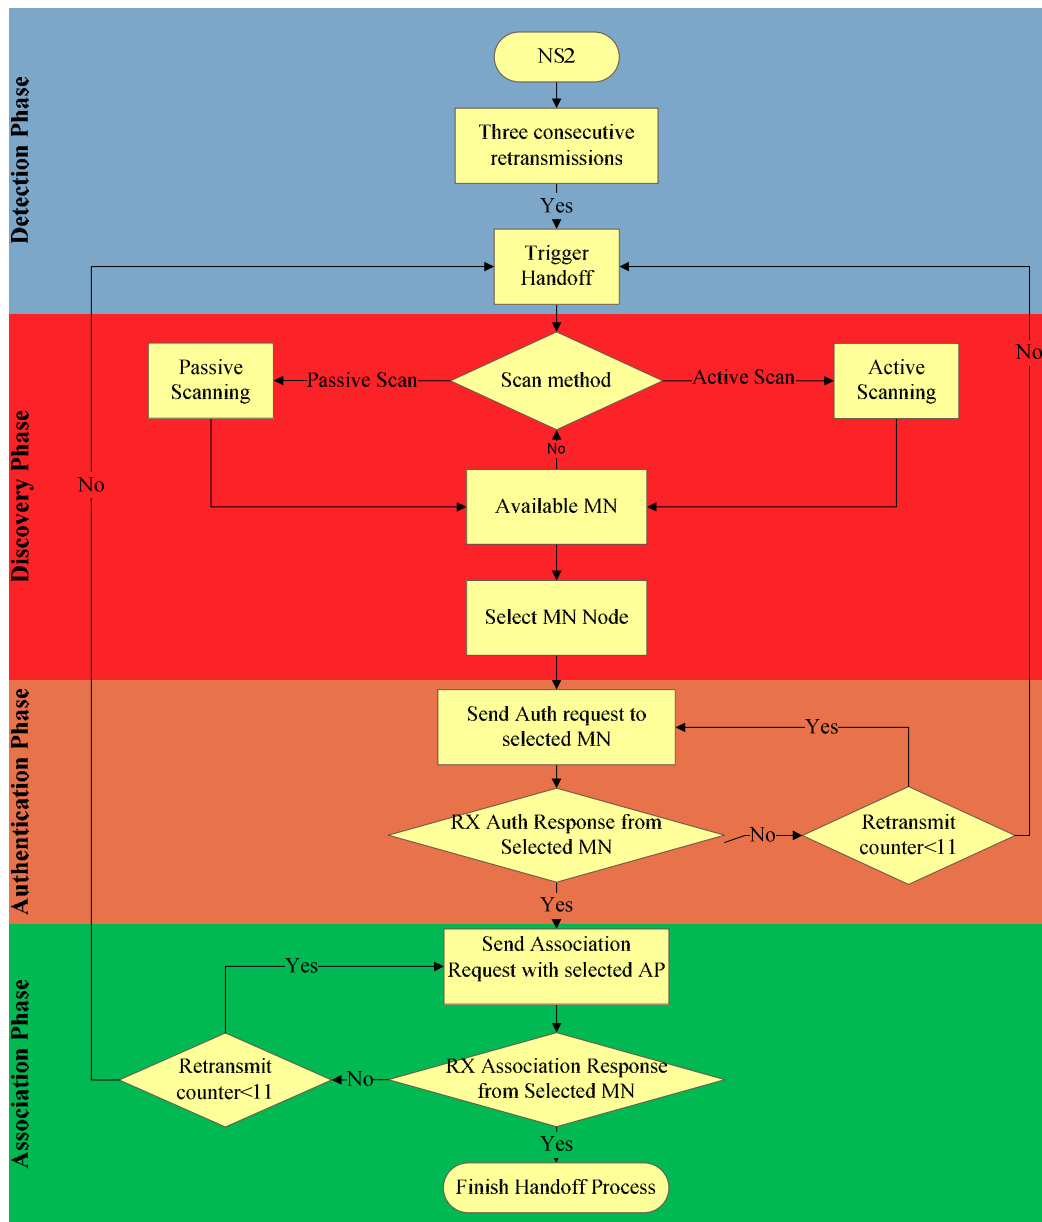 Detection Phase
NS2
Three consecutive
retransmissions
Yes
Trigger
Handoff
No
Discovery Phase
Passive
Scanning
Passive Scan
Scan method
Active Scan
Active
Scanning
No
No
Available MN
Select MN Node
Authentication Phase
Send Auth request to
selected MN
Yes
RX Auth Response from
Selected MN
No
Retransmit
counter<11
Yes
Association Phase
Send Association
Request with selected AP
Yes
Retransmit
counter<11
No
RX Association Response
from Selected MN
Yes
Finish Handoff Process